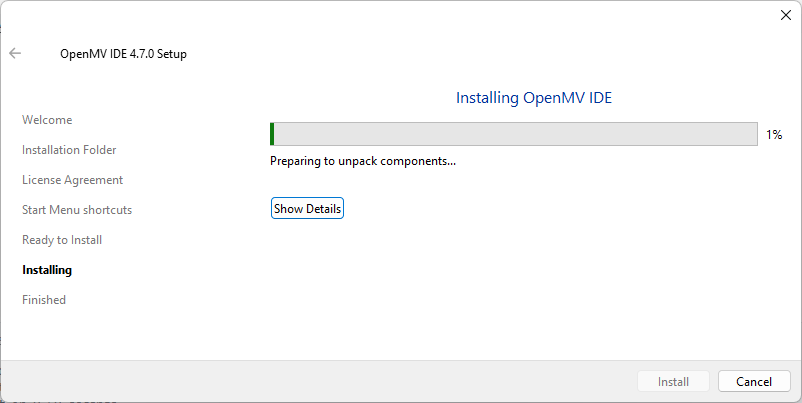 OpenMV IDE 4.7.0 Setup
Welcome
Installation Folder
License Agreement
Start Menu shortcuts
Ready to Install
Installing
Finished
Installing OpenMV IDE
1%
Preparing to unpack components...
Show Details
Install
Cancel